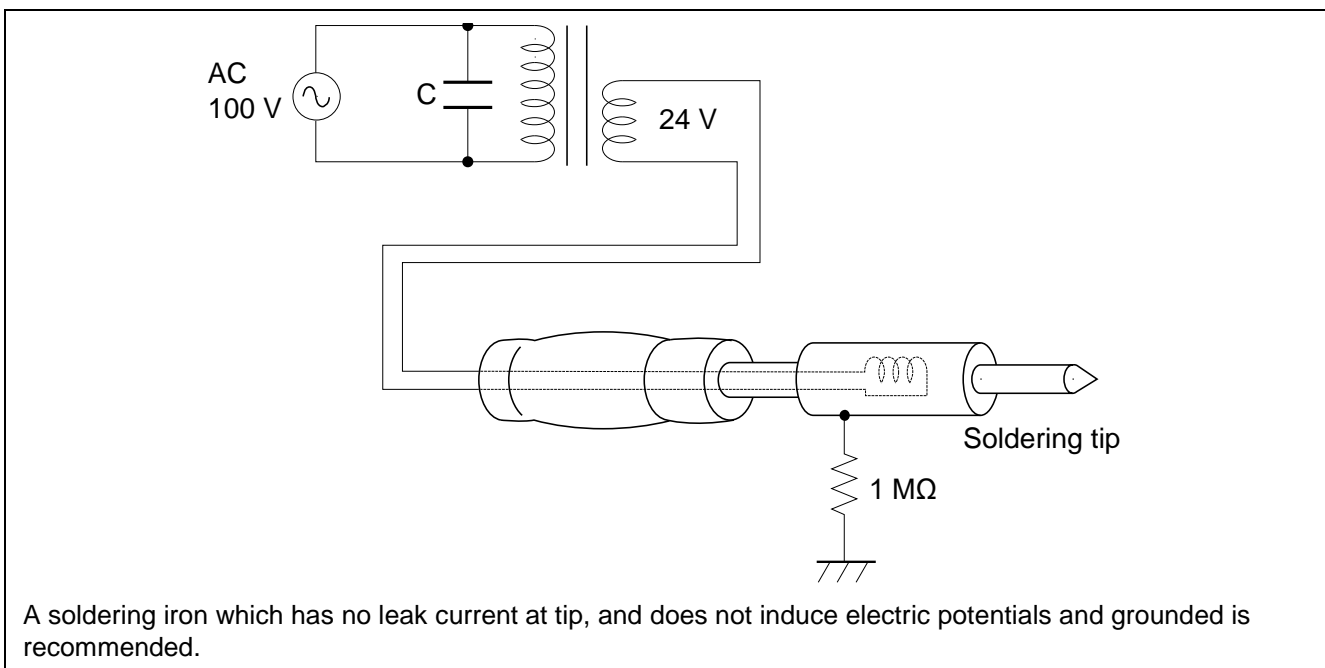 AC
100 V
C
24 V
Soldering tip
1 MΩ
A soldering iron which has no leak current at tip, and does not induce electric potentials and grounded is
recommended.